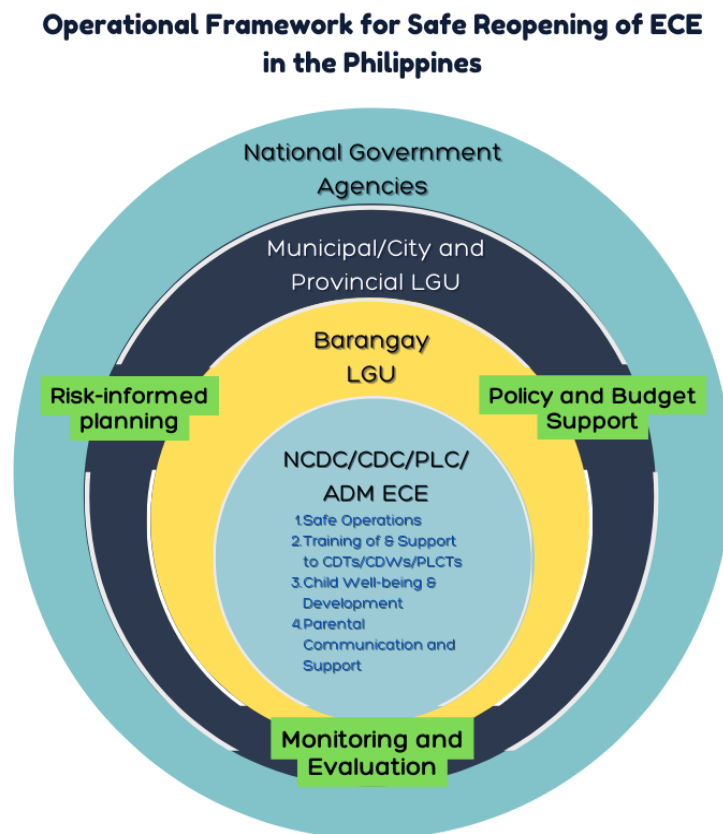 Operational Framework for Safe Reopening of ECE
in the Philippines
National Government
Agencies
Municipal/City and
Provincial LGU
Barangay
LGU
Risk-informed
planning
Policy and Budget
Support
NCDC/CDC/PLC/
ADM ECE
1.Safe Operations
2.Training of & Support
to CDTs/CDWs/PLCTs
3.Child Well-being &
Development
4.Parental
Communication and
Support
Monitoring and
Evaluation